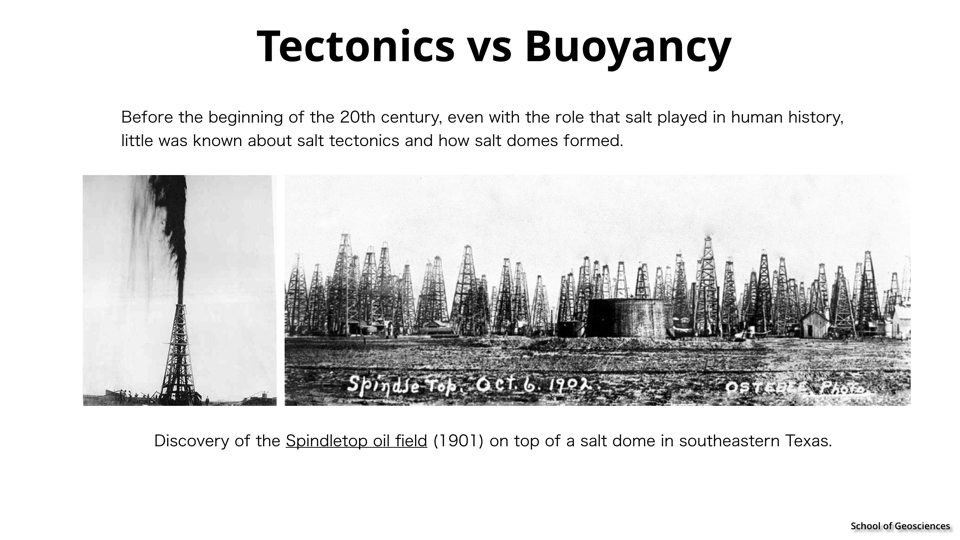 Tectonics vs Buoyancy
Before the beginning of the 20th century, even with the role that salt played in human history,
little was known about salt tectonics and how salt domes formed.
Spindle Top. Oct. 6. 1902.
OSTEBEE Photo.
Discovery of the Spindletop oil field (1901) on top of a salt dome in southeastern Texas.
School of Geosciences